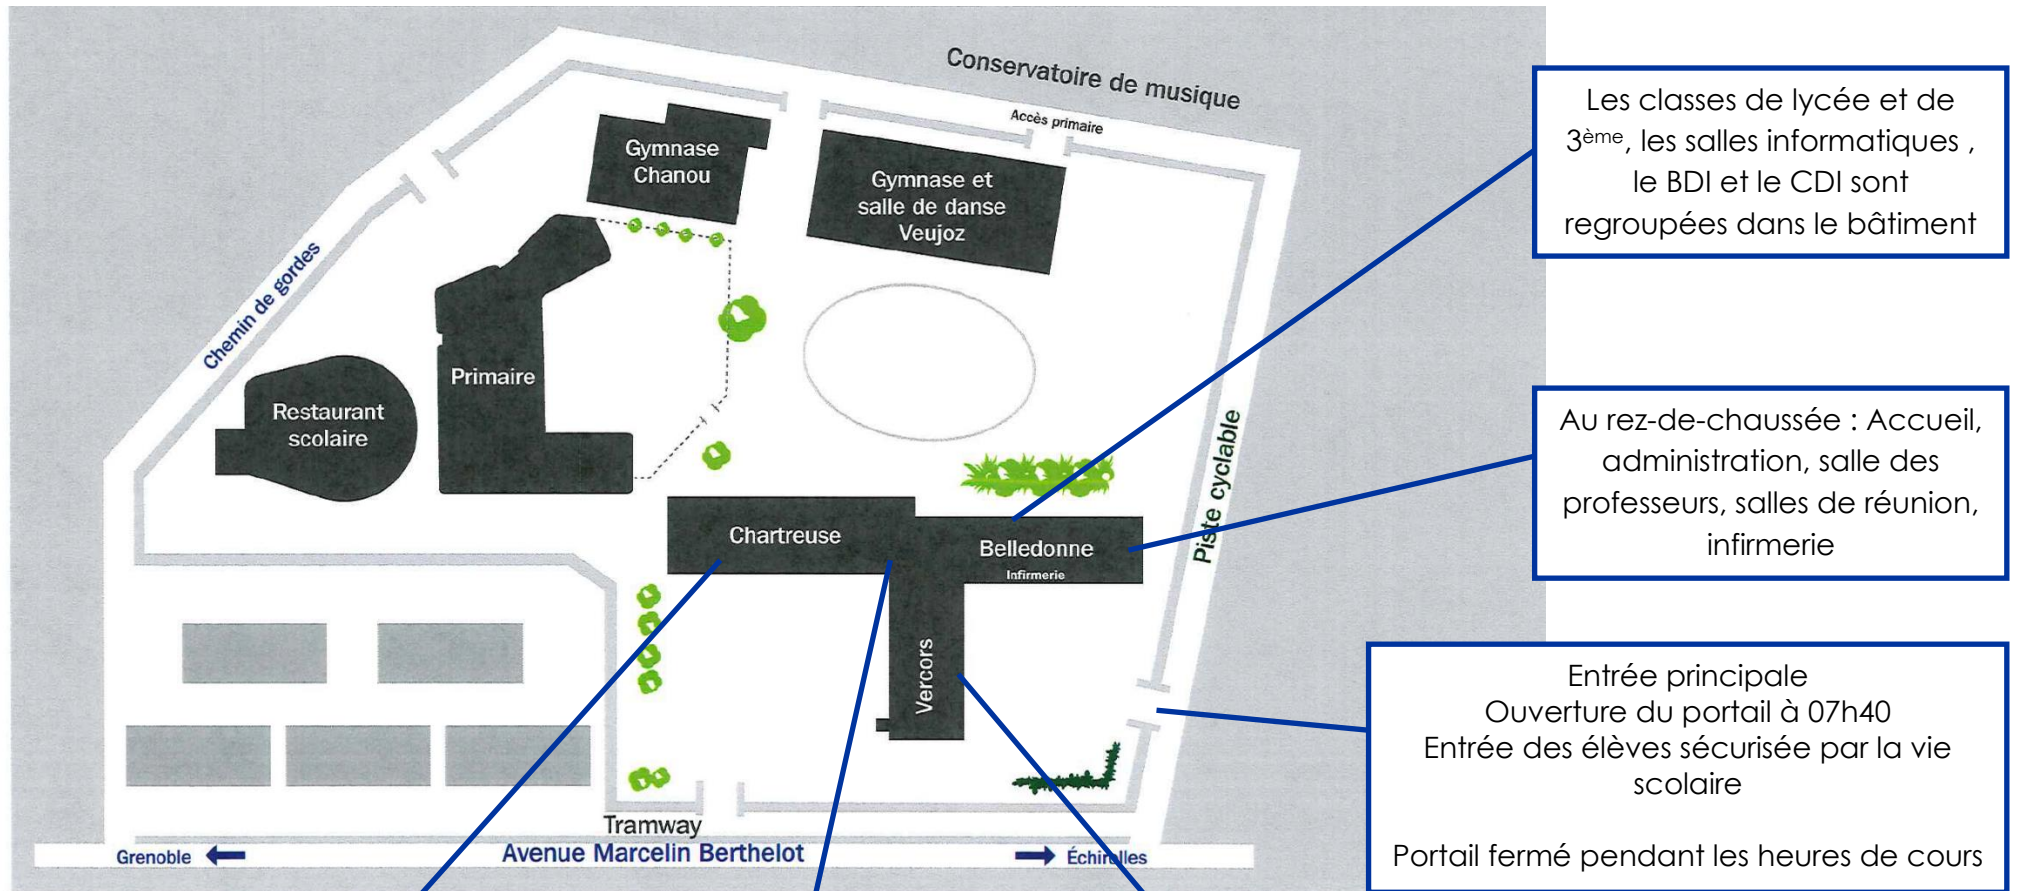 Conservatoire de musique
Accès primaire
Gymnase
Chanou
Gymnase et
salle de danse
Veujoz
Chemin de gordes
Primaire
Restaurant
scolaire
Piste cyclable
Chartreuse
Belledonne
Infirmerie
Vercors
Tramway
Grenoble
Avenue Marcelin Berthelot
Échirolles
Les classes de lycée et de
3ème, les salles informatiques ,
le BDI et le CDI sont
regroupées dans le bâtiment
Au rez-de-chaussée : Accueil,
administration, salle des
professeurs, salles de réunion,
infirmerie
Entrée principale
Ouverture du portail à 07h40
Entrée des élèves sécurisée par la vie
scolaire
Portail fermé pendant les heures de cours